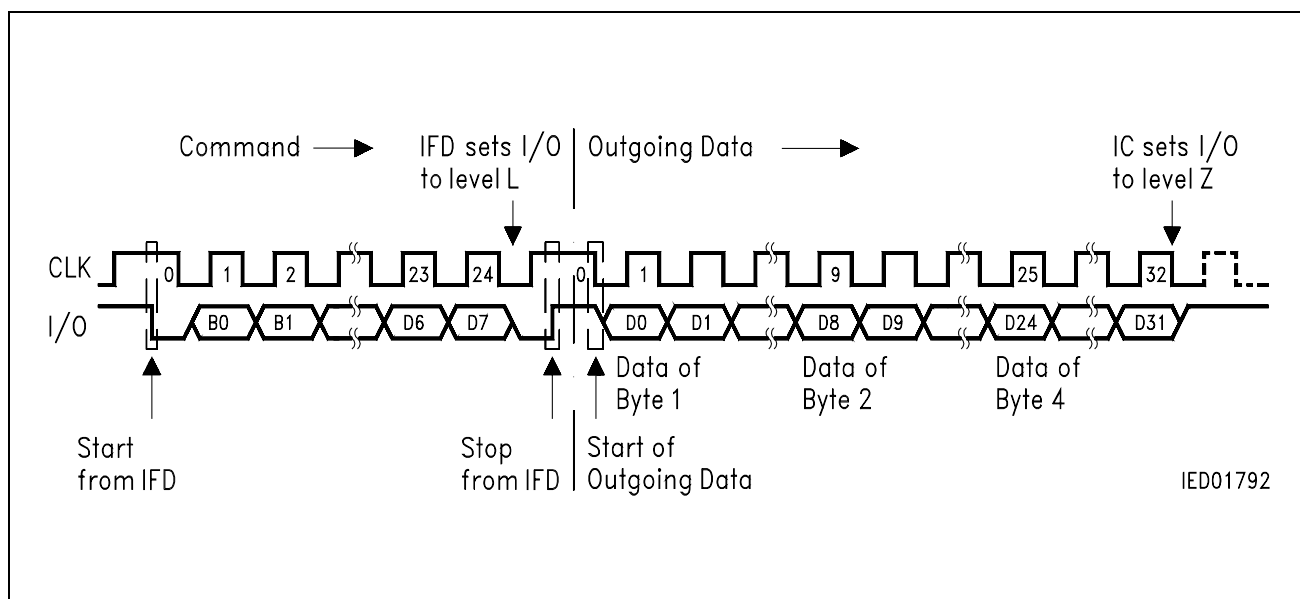 Command
IFD sets I/O
to level L
Outgoing Data
IC sets I/O
to level Z
CLK
0 1 2 23 24 0 1 9 25 32
I/O
B0 B1 D6 D7 D0 D1 D8 D9 D24 D31
Data of
Byte 1
Data of
Byte 2
Data of
Byte 4
Start
from IFD
Stop
from IFD
Start of
Outgoing Data
IED01792